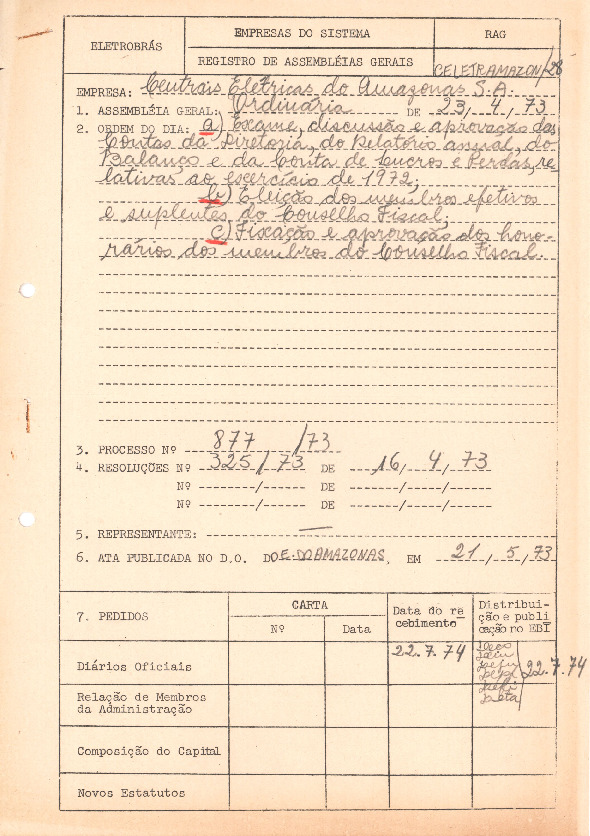 ELETROBRÁS
EMPRESAS DO SISTEMA
RAG
REGISTRO DE ASSEMBLÉIAS GERAIS
CELETRAMAZON/28
EMPRESA: Centrais Elétricas do Amazonas S.A.
1. ASSEMBLÉIA GERAL: Ordinária DE 23, 4, 73
2. ORDEM DO DIA: a) Exame, discussão e aprovação das
Contas da Diretoria, do Relatório anual, do
Balanço e da Conta de Lucros e Perdas, re-
lativas ao exercício de 1972;
b) Eleição dos membros efetivos
e suplentes do Conselho Fiscal;
c) Fixação e aprovação dos hono-
rários dos membros do Conselho Fiscal.
3. PROCESSO Nº 877 /73
4. RESOLUÇÕES Nº 325/73 DE 16, 4, 73
Nº ------/------ DE -----/----/-----
Nº ------/------ DE -----/----/-----
5. REPRESENTANTE: —
6. ATA PUBLICADA NO D.O. DO E. DO AMAZONAS, EM 21, 5, 73
7. PEDIDOS
CARTA
Nº
Data
Data do re
cebimento
Distribui-
ção e publi
cação no EBI
Diários Oficiais
22.7.74
22.7.74
Relação de Membros
da Administração
Composição do Capital
Novos Estatutos